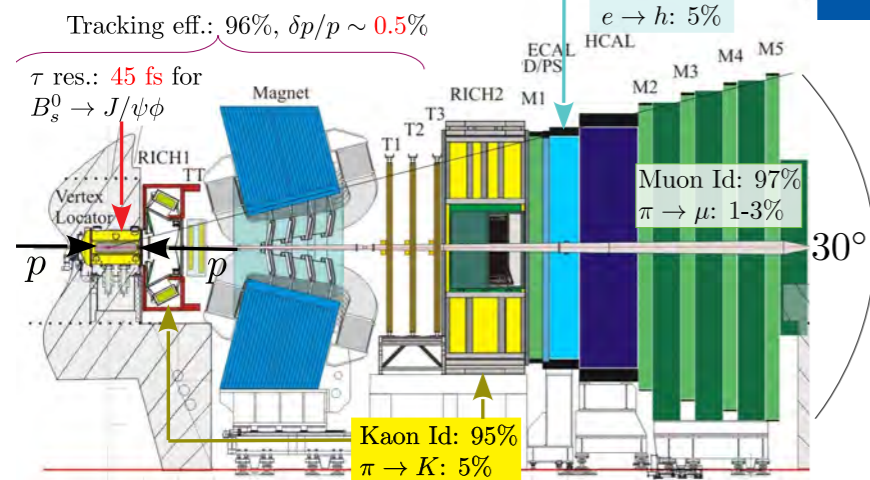 Tracking eff.: 96%, δp/p ∼ 0.5%
e → h: 5%
τ res.: 45 fs for
B_s^0 → J/ψϕ
Magnet
ECAL
D/PS
HCAL
M1
M2
M3
M4
M5
RICH2
T1
T2
T3
RICH1
TT
Vertex
Locator
Muon Id: 97%
π → μ: 1-3%
p
p
30°
Kaon Id: 95%
π → K: 5%